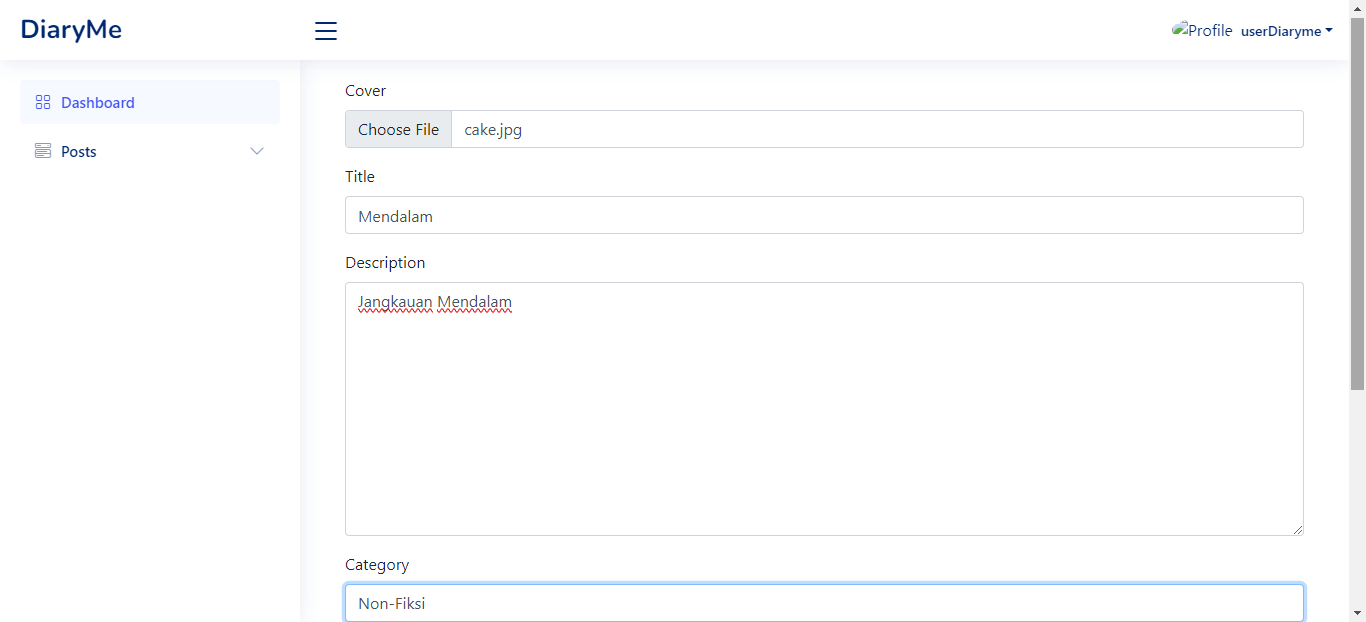 DiaryMe
Profile userDiaryme
Dashboard
Posts
Cover
Choose File cake.jpg
Title
Mendalam
Description
Jangkauan Mendalam
Category
Non-Fiksi